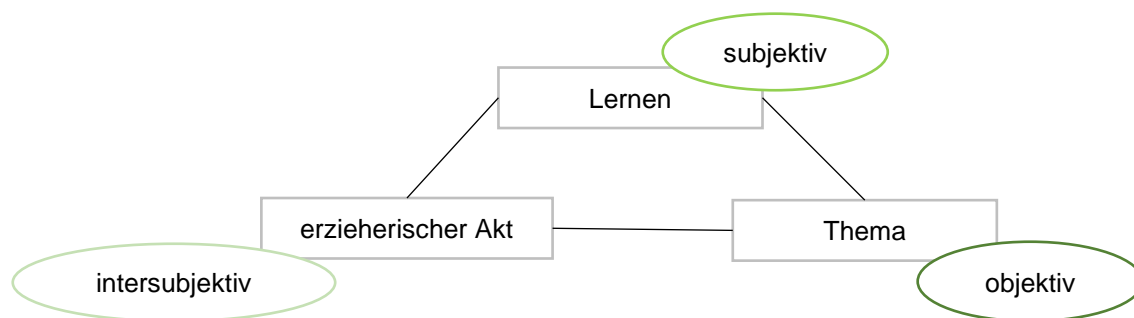 subjektiv
Lernen
erzieherischer Akt
Thema
intersubjektiv
objektiv